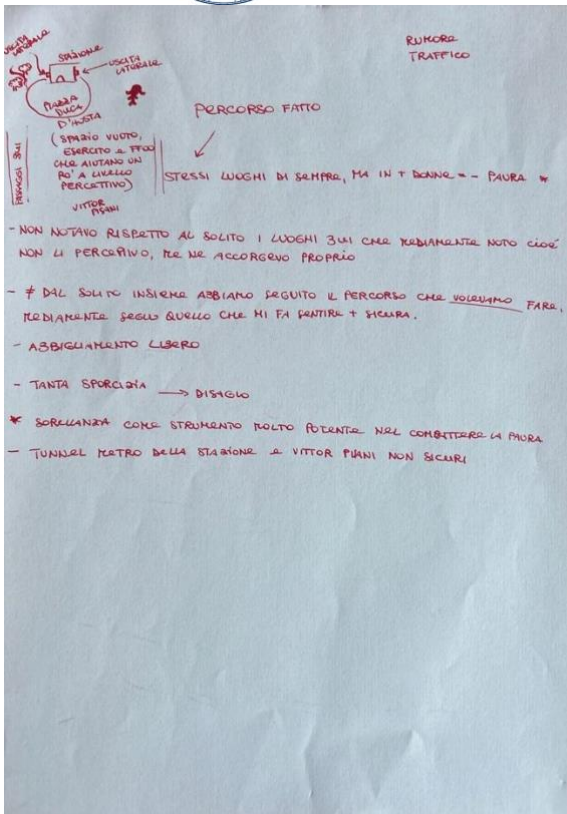 USCITA
LATERALE
STAZIONE
USCITA
LATERALE
PIAZZA
DUCA
D'AOSTA
(SPAZIO VUOTO,
ESERCITO e FFOO
CHE AIUTANO UN
PO' A LIVELLO
PERCETTIVO)
VITTOR
PISANI
PASSAGGI BUI
RUMORE
TRAFFICO
PERCORSO FATTO
STESSI LUOGHI DI SEMPRE, MA IN + DONNE = - PAURA *
- NON NOTAVO RISPETTO AL SOLITO I LUOGHI BUI CHE MEDIAMENTE NOTO CIOÈ
NON LI PERCEPIVO, ME NE ACCORGEVO PROPRIO
- ≠ DAL SOLITO INSIEME ABBIAMO SEGUITO IL PERCORSO CHE VOLEVAMO FARE,
MEDIAMENTE SEGUO QUELLO CHE MI FA SENTIRE + SICURA.
- ABBIGLIAMENTO LIBERO
- TANTA SPORCIZIA → DISAGIO
* SORELLANZA COME STRUMENTO MOLTO POTENTE NEL COMBATTERE LA PAURA
- TUNNEL METRO DELLA STAZIONE e VITTOR PISANI NON SICURI